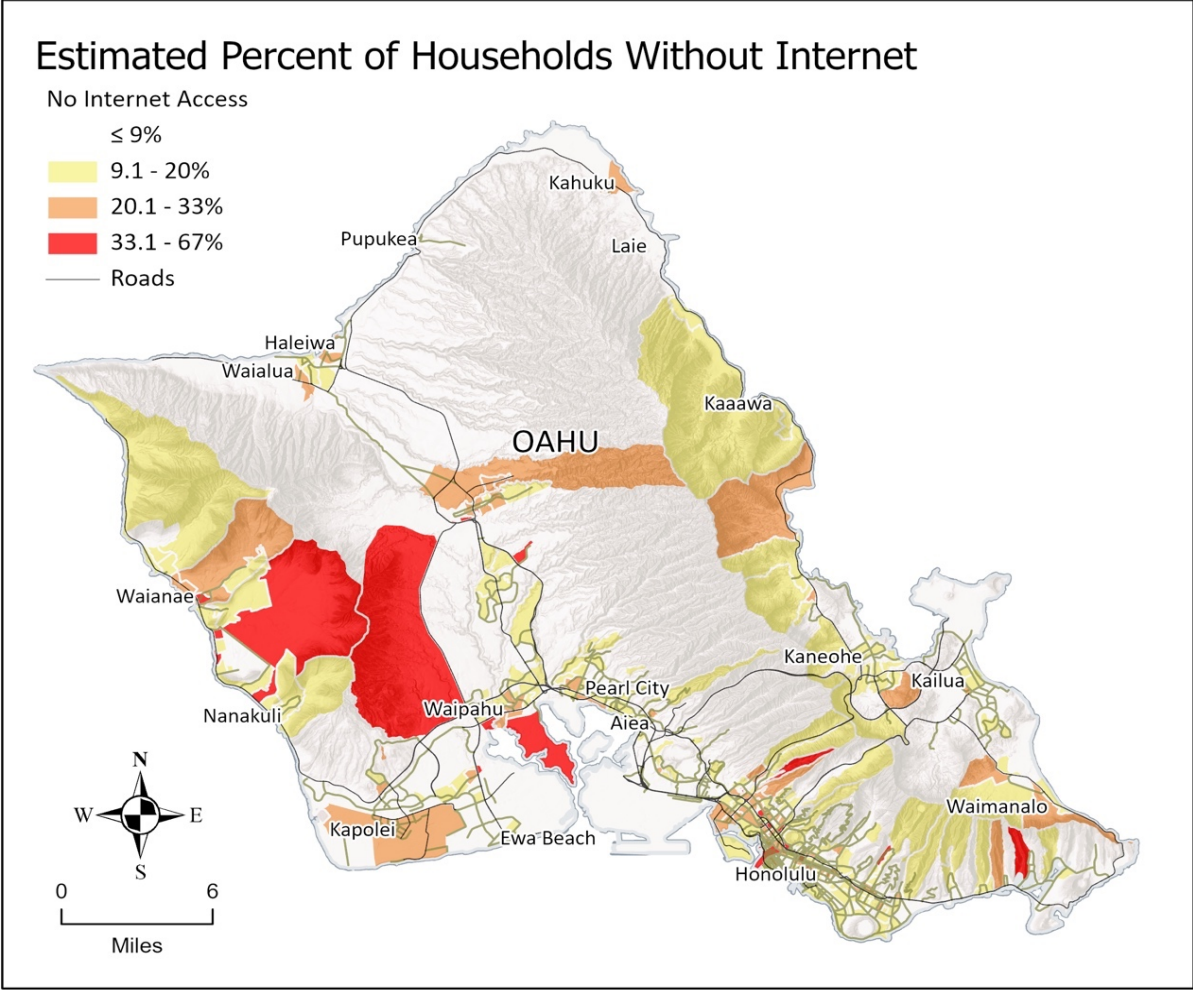 Estimated Percent of Households Without Internet
No Internet Access
≤ 9%
9.1 - 20%
20.1 - 33%
33.1 - 67%
Roads
Kahuku
Pupukea
Laie
Haleiwa
Waialua
Kaaawa
OAHU
Waianae
Kaneohe
Kailua
Pearl City
Waipahu
Nanakuli
Aiea
N
W
E
S
Waimanalo
Kapolei
Ewa Beach
Honolulu
0 6
Miles